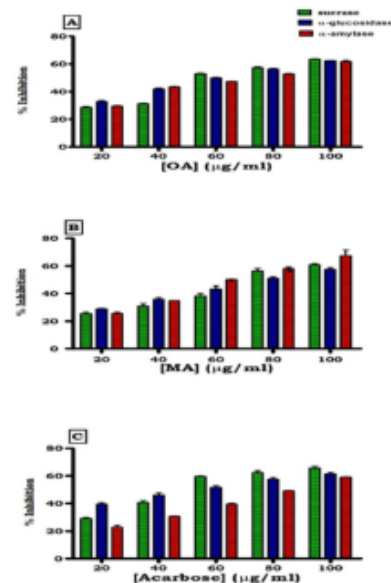 A
sucrase
α-glucosidase
α-amylase
% Inhibition
80
60
40
20
0
20 40 60 80 100
[OA] (μg/ml)
B
% Inhibition
80
60
40
20
0
20 40 60 80 100
[MA] (μg/ml)
C
% Inhibition
80
60
40
20
0
20 40 60 80 100
[Acarbose] (μg/ml)